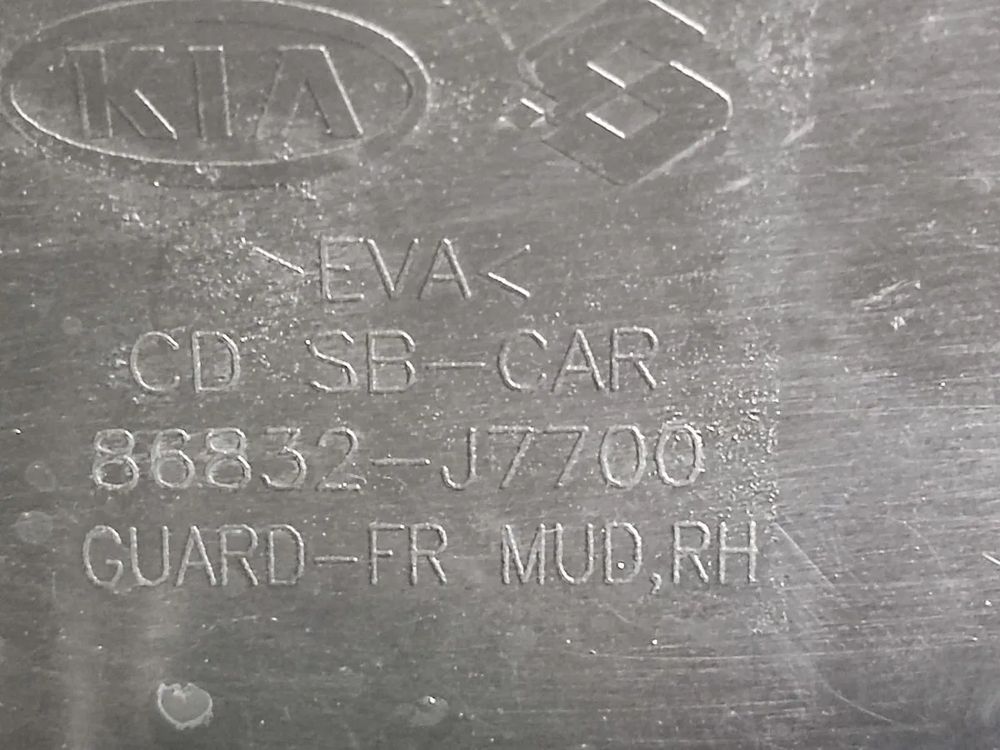 KIA
>EVA<
CD SB-CAR
86832-J7700
GUARD-FR MUD,RH